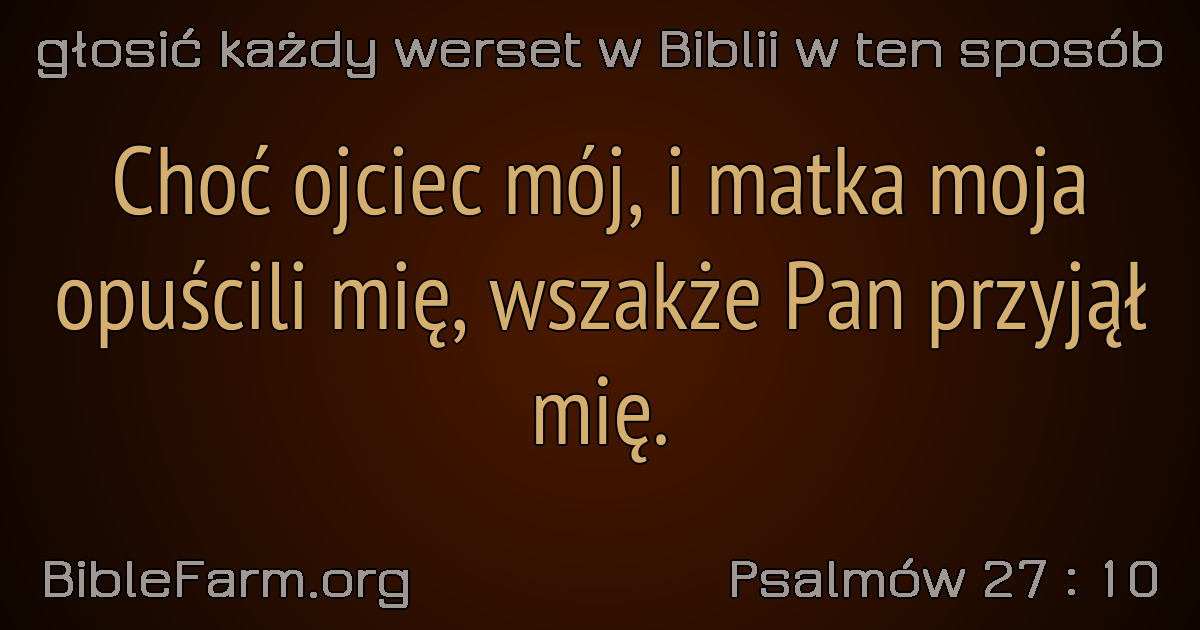 głosić każdy werset w Biblii w ten sposób
Choć ojciec mój, i matka moja
opuścili mię, wszakże Pan przyjął
mię.
BibleFarm.org
Psalmów 27 : 10